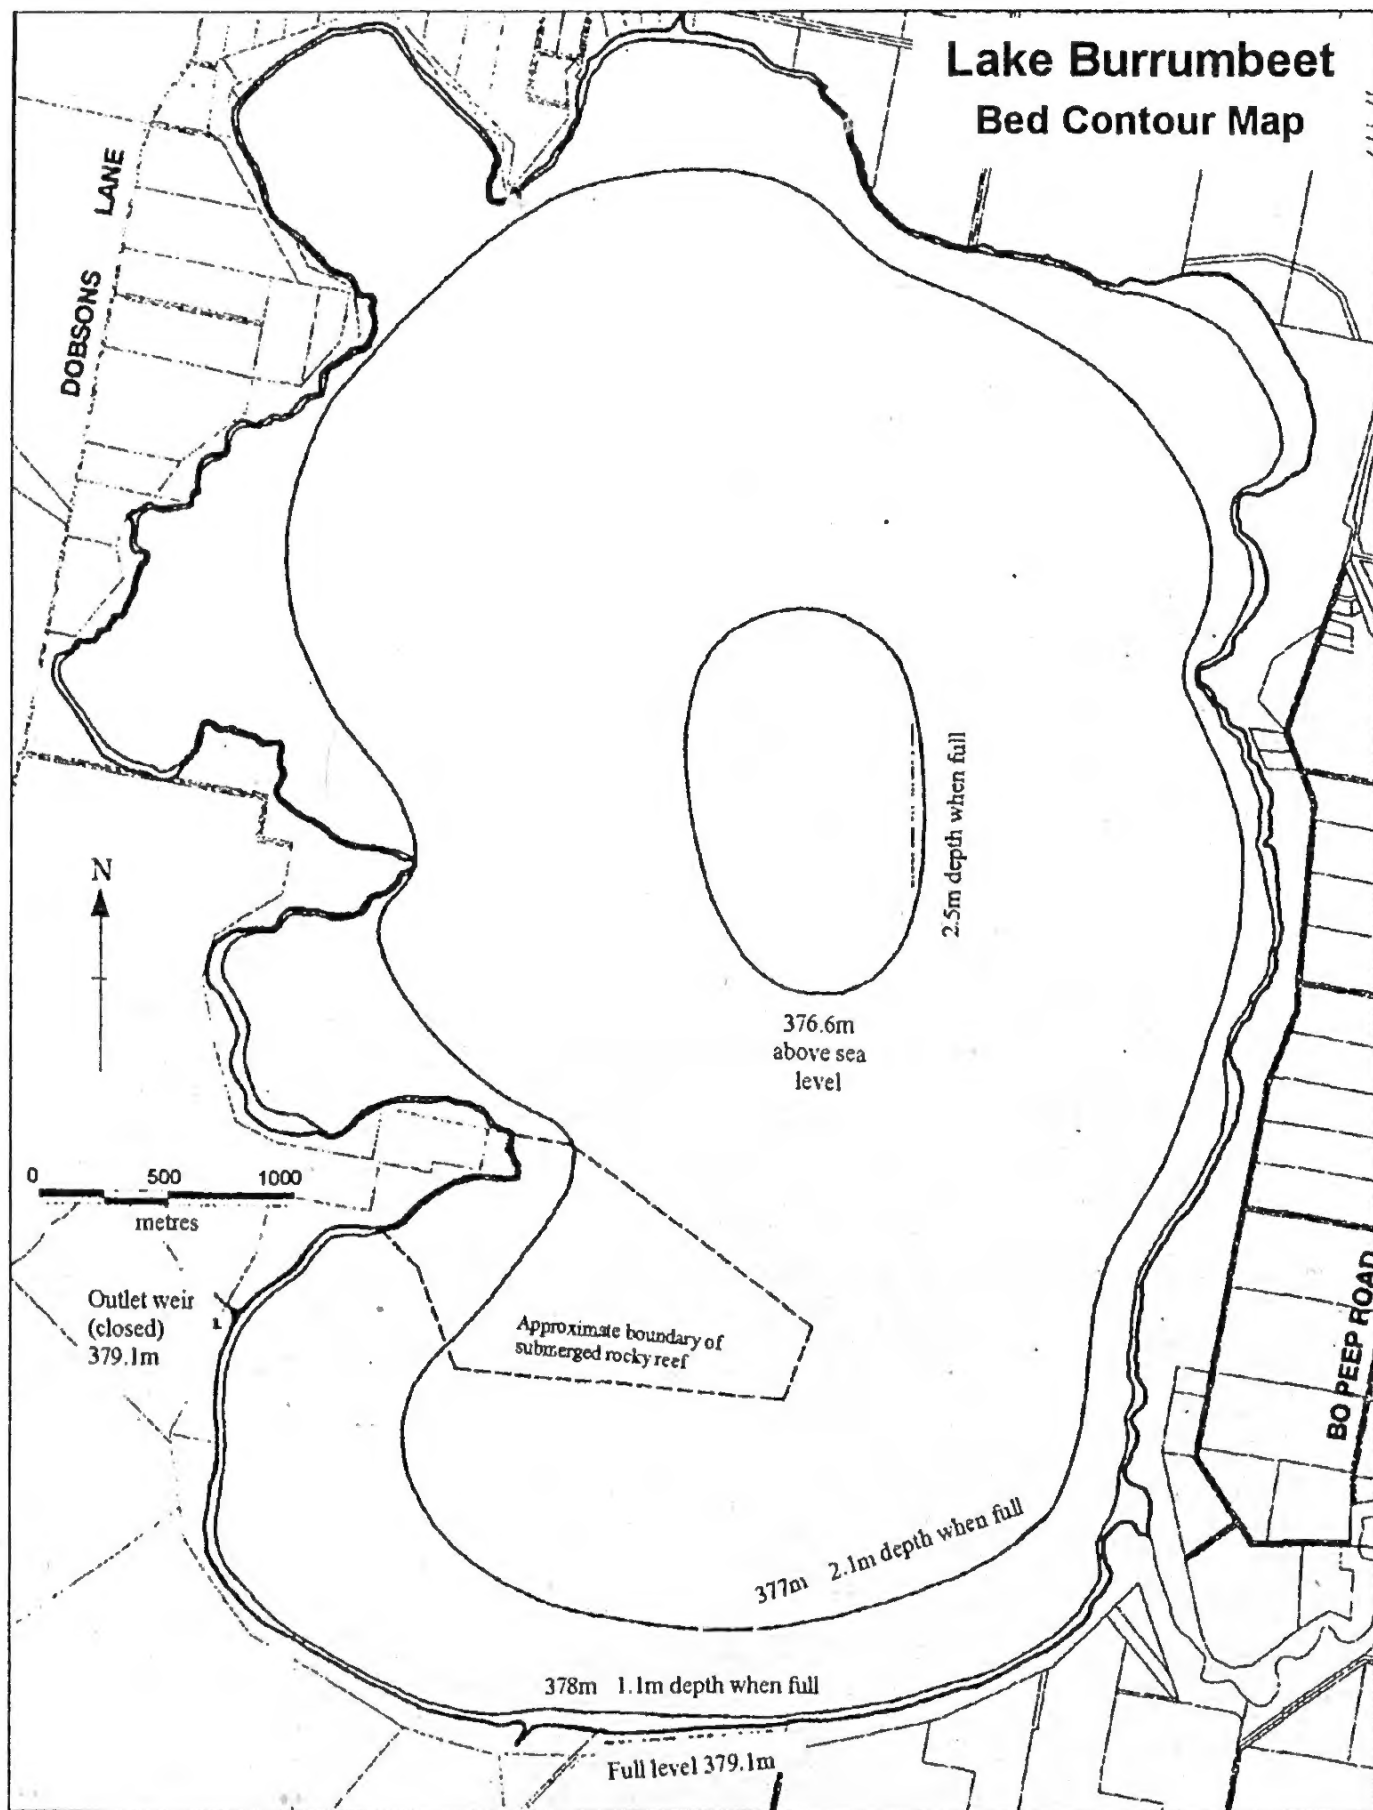 Lake Burrumbeet
Bed Contour Map
DOBSONS LANE
2.5m depth when full
N
376.6m
above sea
level
0 500 1000
metres
Outlet weir
(closed)
379.1m
Approximate boundary of
submerged rocky reef
BO PEEP ROAD
377m 2.1m depth when full
378m 1.1m depth when full
Full level 379.1m